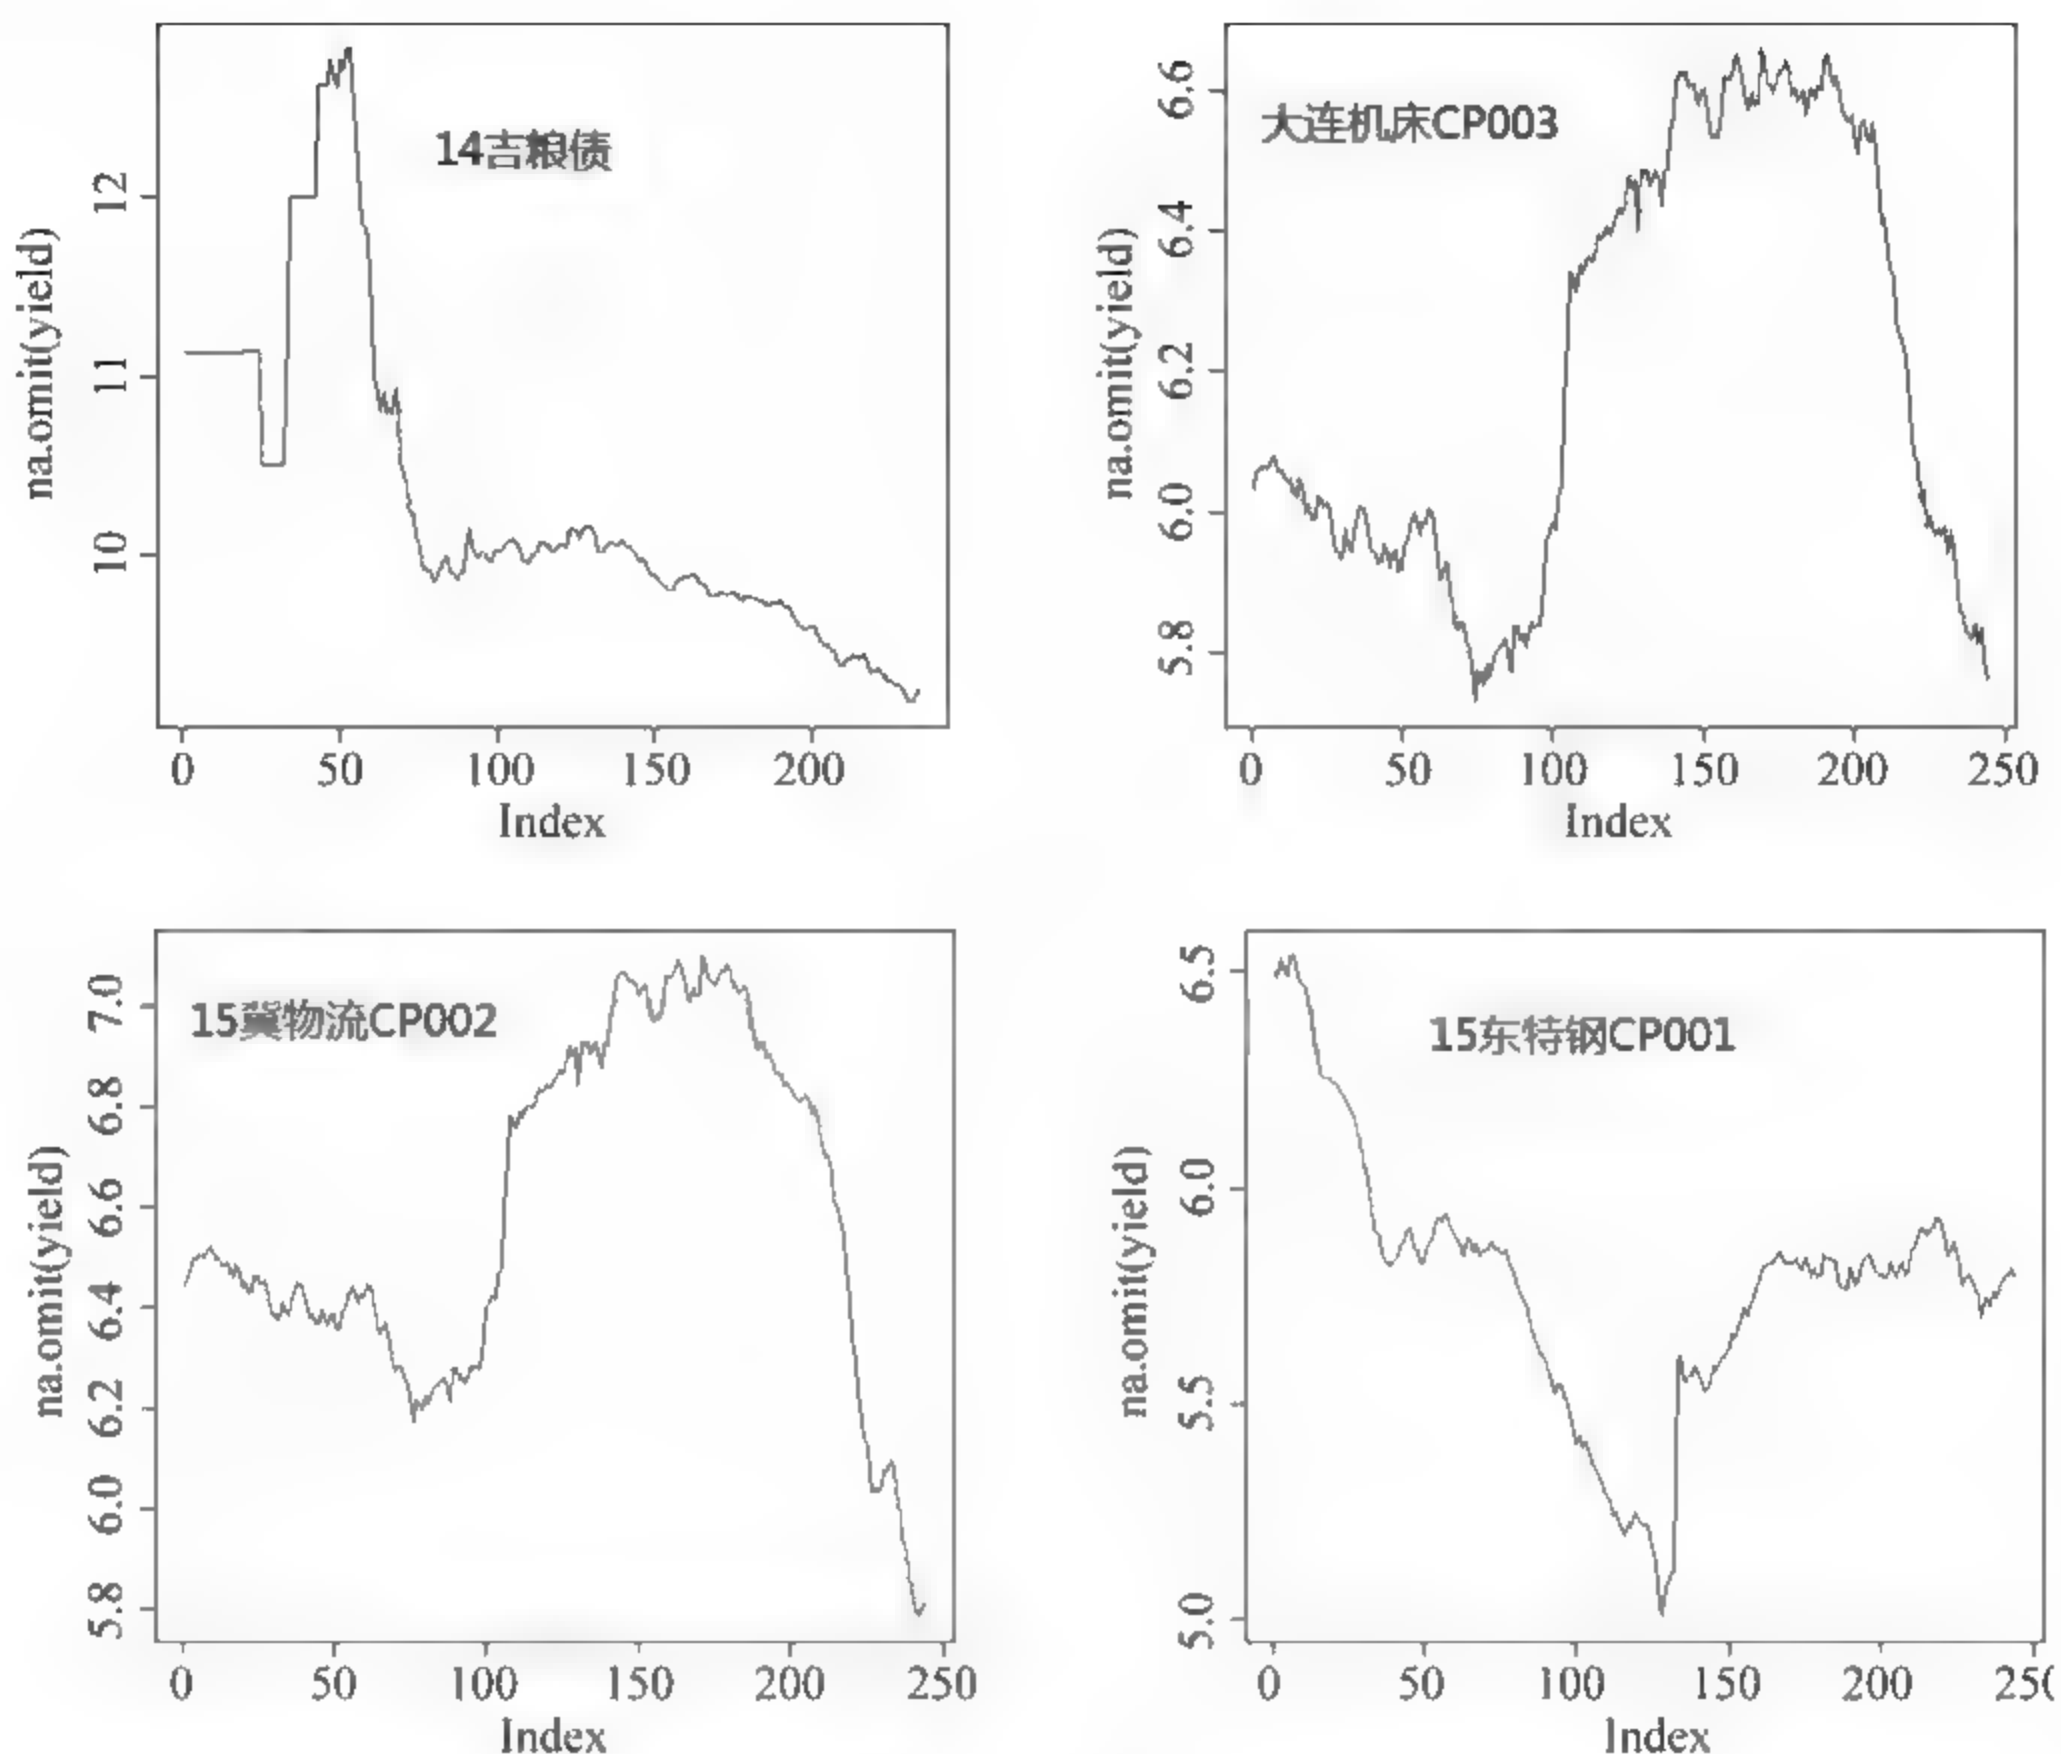 14吉粮债
12
11
10
na.omit(yield)
0 50 100 150 200
Index
大连机床CP003
6.6
6.4
6.2
6.0
5.8
na.omit(yield)
0 50 100 150 200 250
Index
15冀物流CP002
7.0
6.8
6.6
6.4
6.2
6.0
5.8
na.omit(yield)
0 50 100 150 200 250
Index
15东特钢CP001
6.5
6.0
5.5
5.0
na.omit(yield)
0 50 100 150 200 250
Index